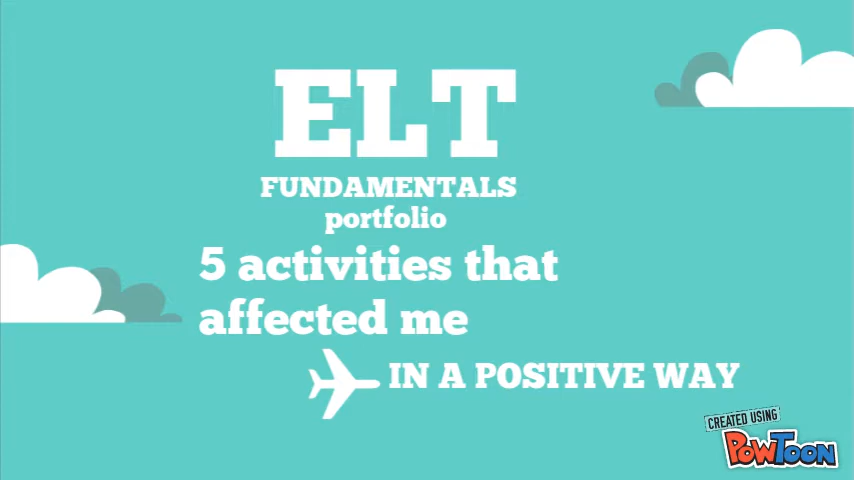 ELT
FUNDAMENTALS
portfolio
5 activities that
affected me
IN A POSITIVE WAY
CREATED USING
POWTOON